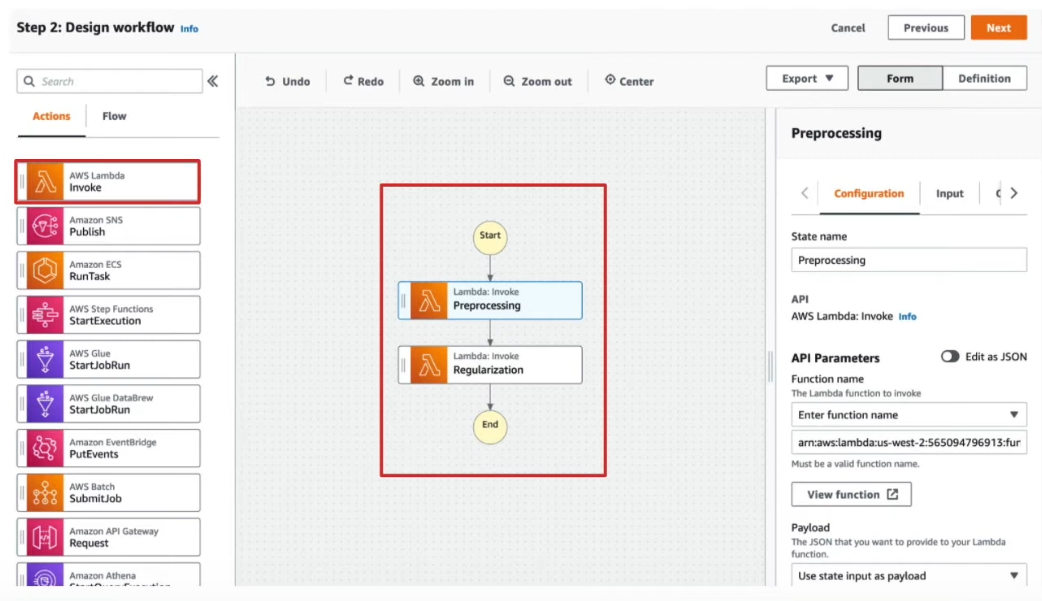 Step 2: Design workflow Info
Cancel
Previous
Next
Search
Actions
Flow
AWS Lambda
Invoke
Amazon SNS
Publish
Amazon ECS
RunTask
AWS Step Functions
StartExecution
AWS Glue
StartJobRun
AWS Glue DataBrew
StartJobRun
Amazon EventBridge
PutEvents
AWS Batch
SubmitJob
Amazon API Gateway
Request
Amazon Athena
Undo
Redo
Zoom in
Zoom out
Center
Export
Form
Definition
Start
Lambda: Invoke
Preprocessing
Lambda: Invoke
Regularization
End
Preprocessing
Configuration
Input
State name
Preprocessing
API
AWS Lambda: Invoke Info
API Parameters
Edit as JSON
Function name
The Lambda function to invoke
Enter function name
arn:aws:lambda:us-west-2:565094796913:fur
Must be a valid function name.
View function
Payload
The JSON that you want to provide to your Lambda
function.
Use state input as payload